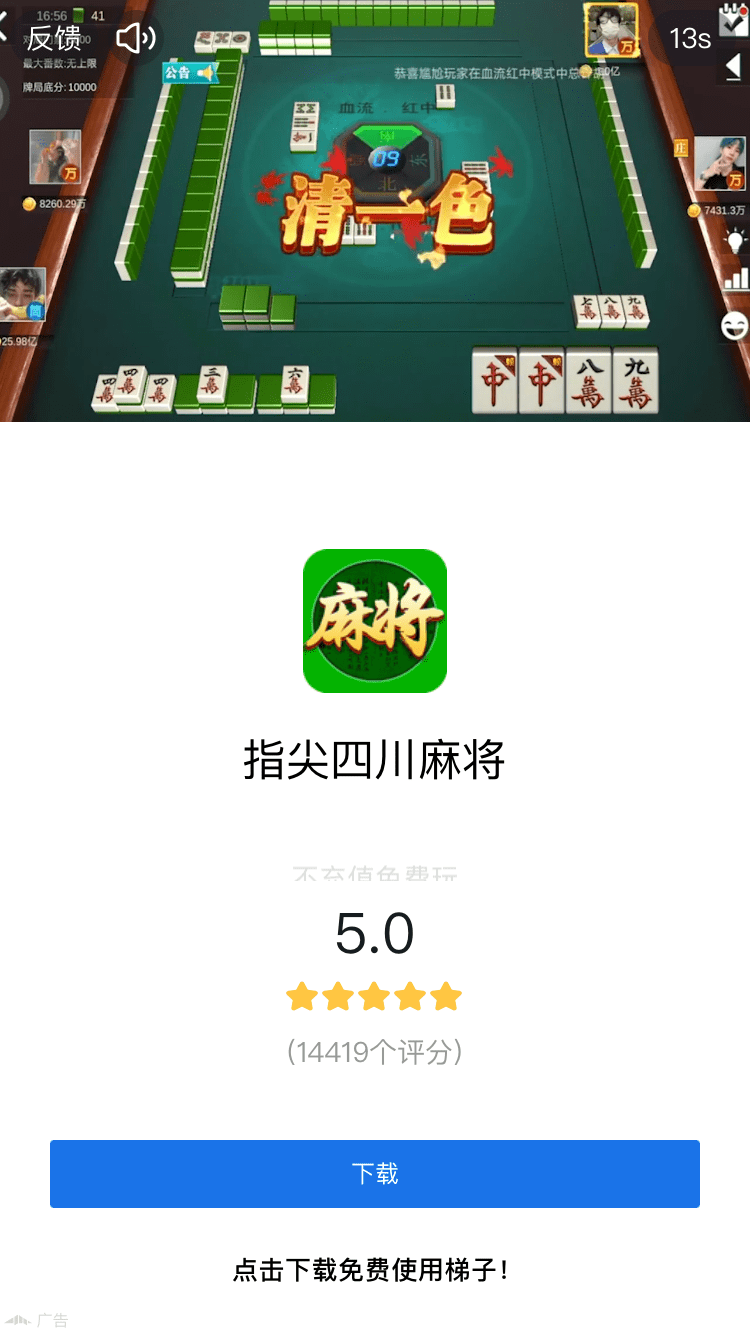 16:56 41
反馈
13s
最大番数:无上限
牌局底分:10000
公告
恭喜尴尬玩家在血流红中模式中总
血流 红中
万
万
庄
万
09
南
东
北
清一色
8260.29万
7431.3万
筒
25.98亿
七 八 九
萬 萬 萬
四 四 四 三 六
萬 萬 萬 萬 萬
中 中 八 九
萬 萬
麻将
指尖四川麻将
不充值免费玩
5.0
(14419个评分)
下载
点击下载免费使用梯子！
广告